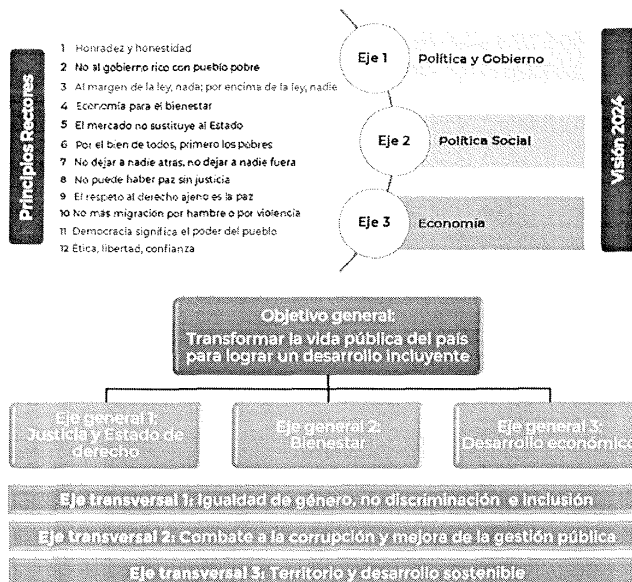 Principios Rectores
1 Honradez y honestidad
2 No al gobierno rico con pueblo pobre
3 Al margen de la ley, nada; por encima de la ley, nadie
4 Economía para el bienestar
5 El mercado no sustituye al Estado
6 Por el bien de todos, primero los pobres
7 No dejar a nadie atras, no dejar a nadie fuera
8 No puede haber paz sin justicia
9 El respeto al derecho ajeno es la paz
10 No más migración por hambre o por violencia
11 Democracia significa el poder del pueblo
12 Ética, libertad, confianza
Eje 1
Política y Gobierno
Eje 2
Política Social
Eje 3
Economía
Visión 2024
Objetivo general:
Transformar la vida pública del país
para lograr un desarrollo incluyente
Eje general 1:
Justicia y Estado de
derecho
Eje general 2:
Bienestar
Eje general 3:
Desarrollo económico
Eje transversal 1: Igualdad de género, no discriminación e inclusión
Eje transversal 2: Combate a la corrupción y mejora de la gestión pública
Eje transversal 3: Territorio y desarrollo sostenible